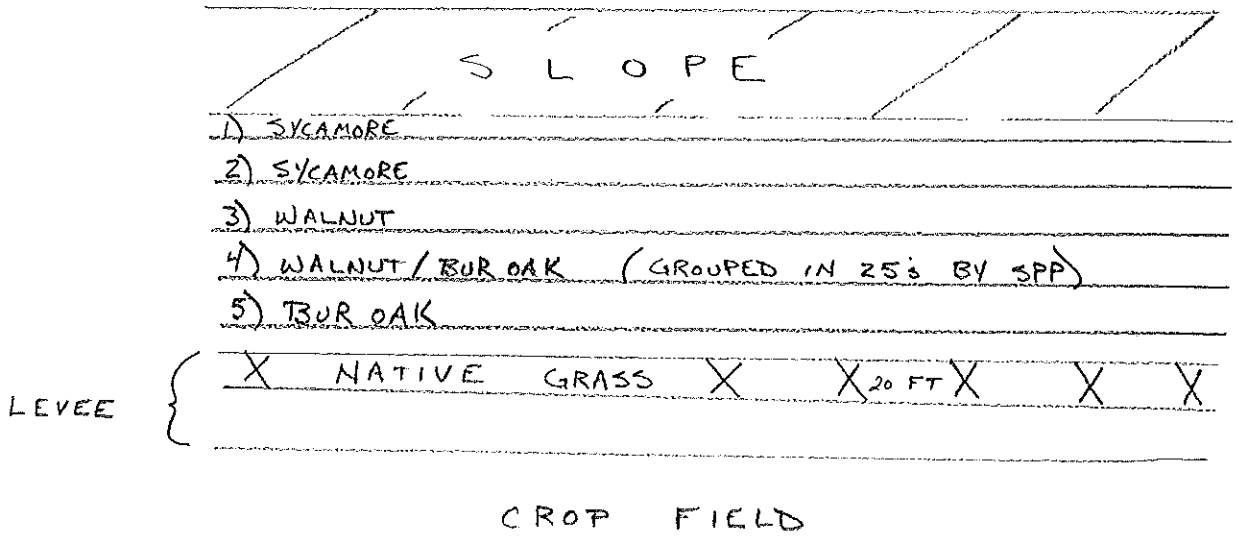 SLOPE
1) SYCAMORE
2) SYCAMORE
3) WALNUT
4) WALNUT/BUR OAK (GROUPED IN 25's BY SPP)
5) BUR OAK
X NATIVE GRASS X X 20 FT X X X
LEVEE
CROP FIELD